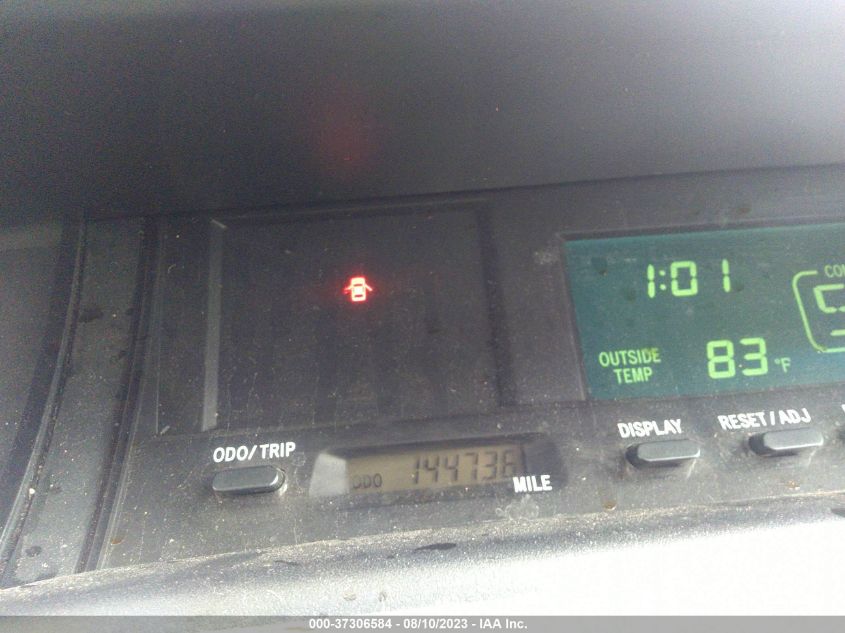 1:01
OUTSIDE TEMP 83 °F
DISPLAY RESET / ADJ
ODO / TRIP
ODO 144736 MILE
000-37306584 - 08/10/2023 - IAA Inc.